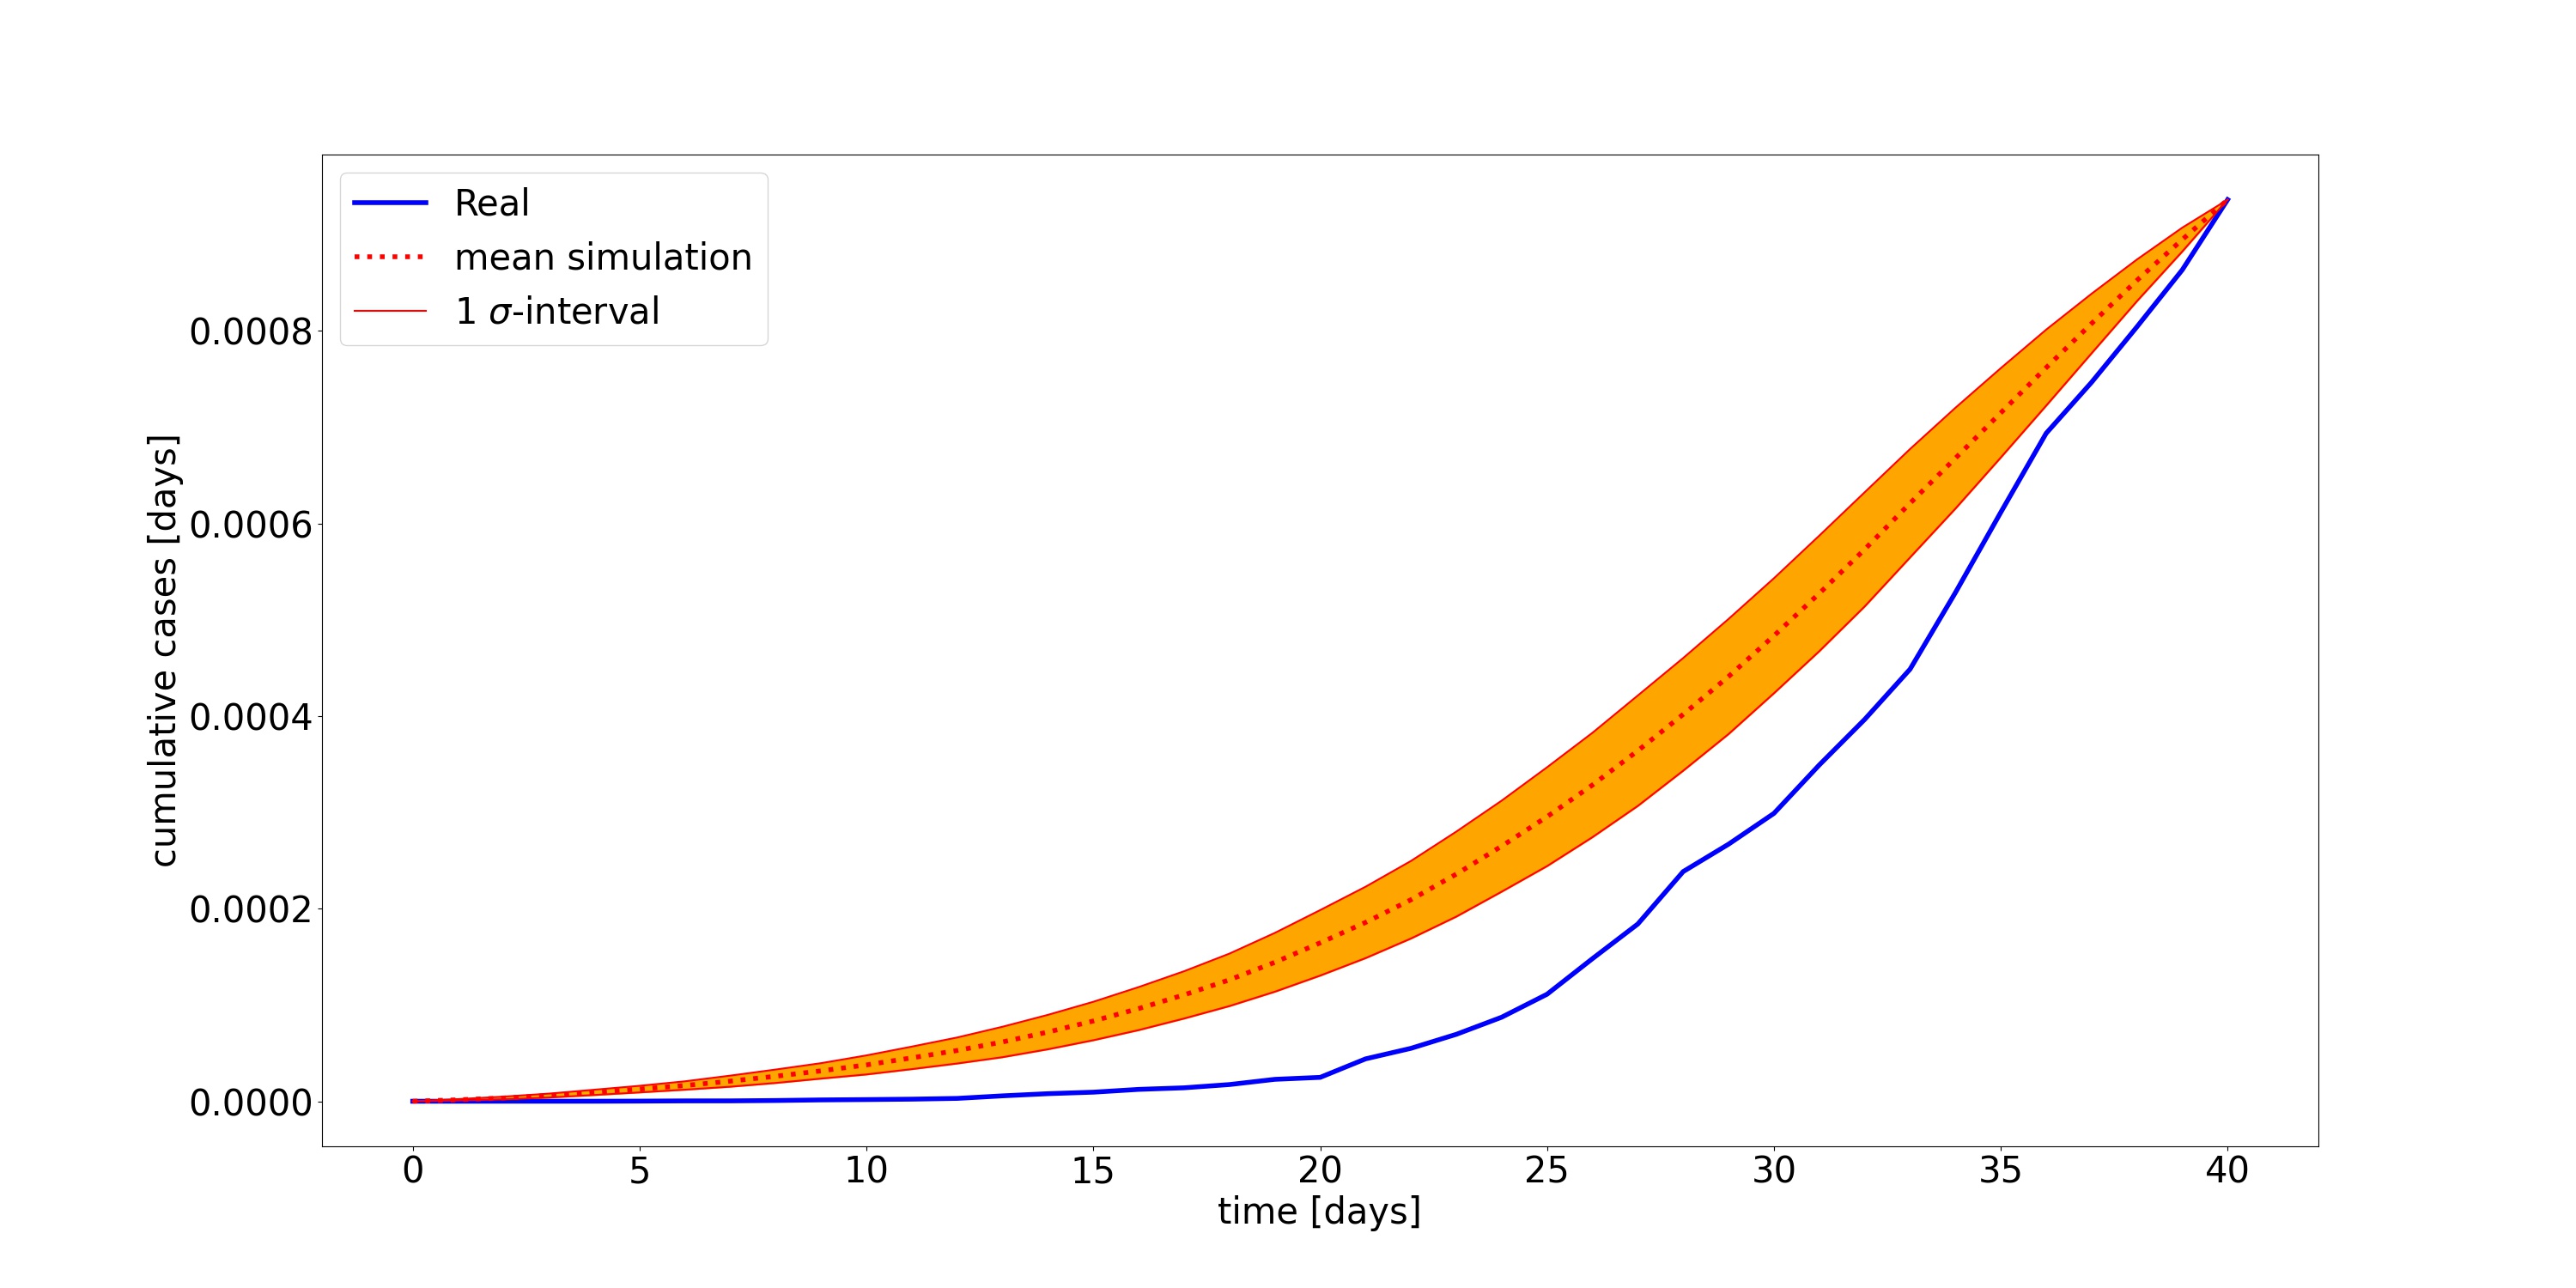 Real
mean simulation
1 σ-interval
cumulative cases [days]
0.0008
0.0006
0.0004
0.0002
0.0000
0 5 10 15 20 25 30 35 40
time [days]